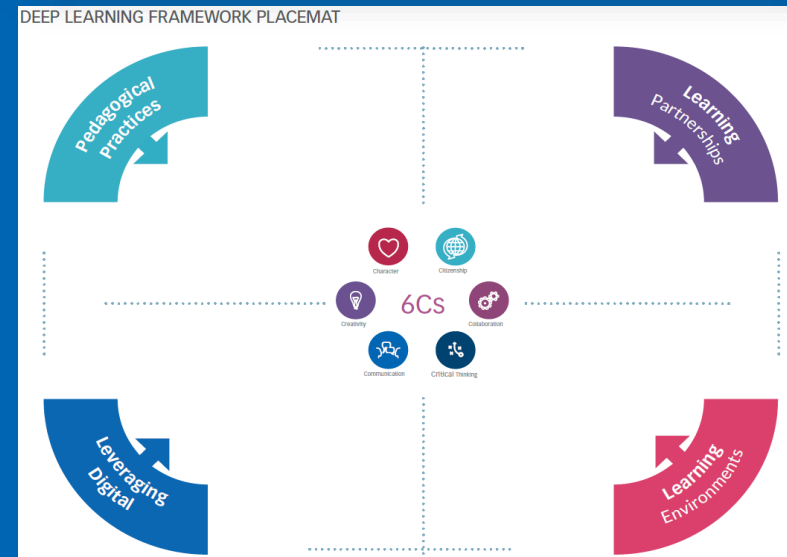 DEEP LEARNING FRAMEWORK PLACEMAT
Pedagogical
Practices
Learning
Partnerships
Character
Citizenship
Creativity
6Cs
Collaboration
Communication
Critical Thinking
Leveraging
Digital
Learning
Environments